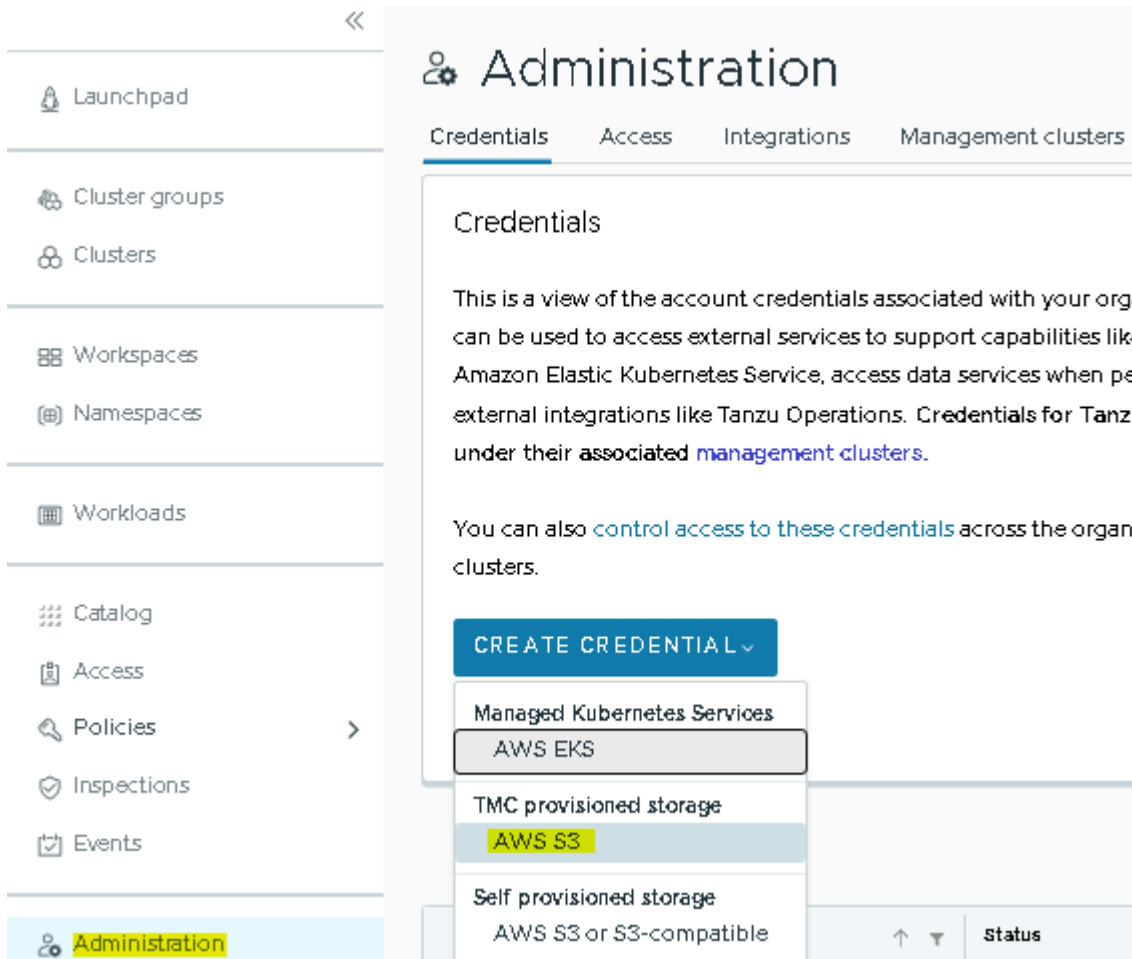 Launchpad
Cluster groups
Clusters
Workspaces
Namespaces
Workloads
Catalog
Access
Policies
Inspections
Events
Administration
Administration
Credentials
Access
Integrations
Management clusters
Credentials
This is a view of the account credentials associated with your orga
can be used to access external services to support capabilities like
Amazon Elastic Kubernetes Service, access data services when pe
external integrations like Tanzu Operations. Credentials for Tanz
under their associated management clusters.
You can also control access to these credentials across the organ
clusters.
CREATE CREDENTIAL
Managed Kubernetes Services
AWS EKS
TMC provisioned storage
AWS S3
Self provisioned storage
AWS S3 or S3-compatible
Status